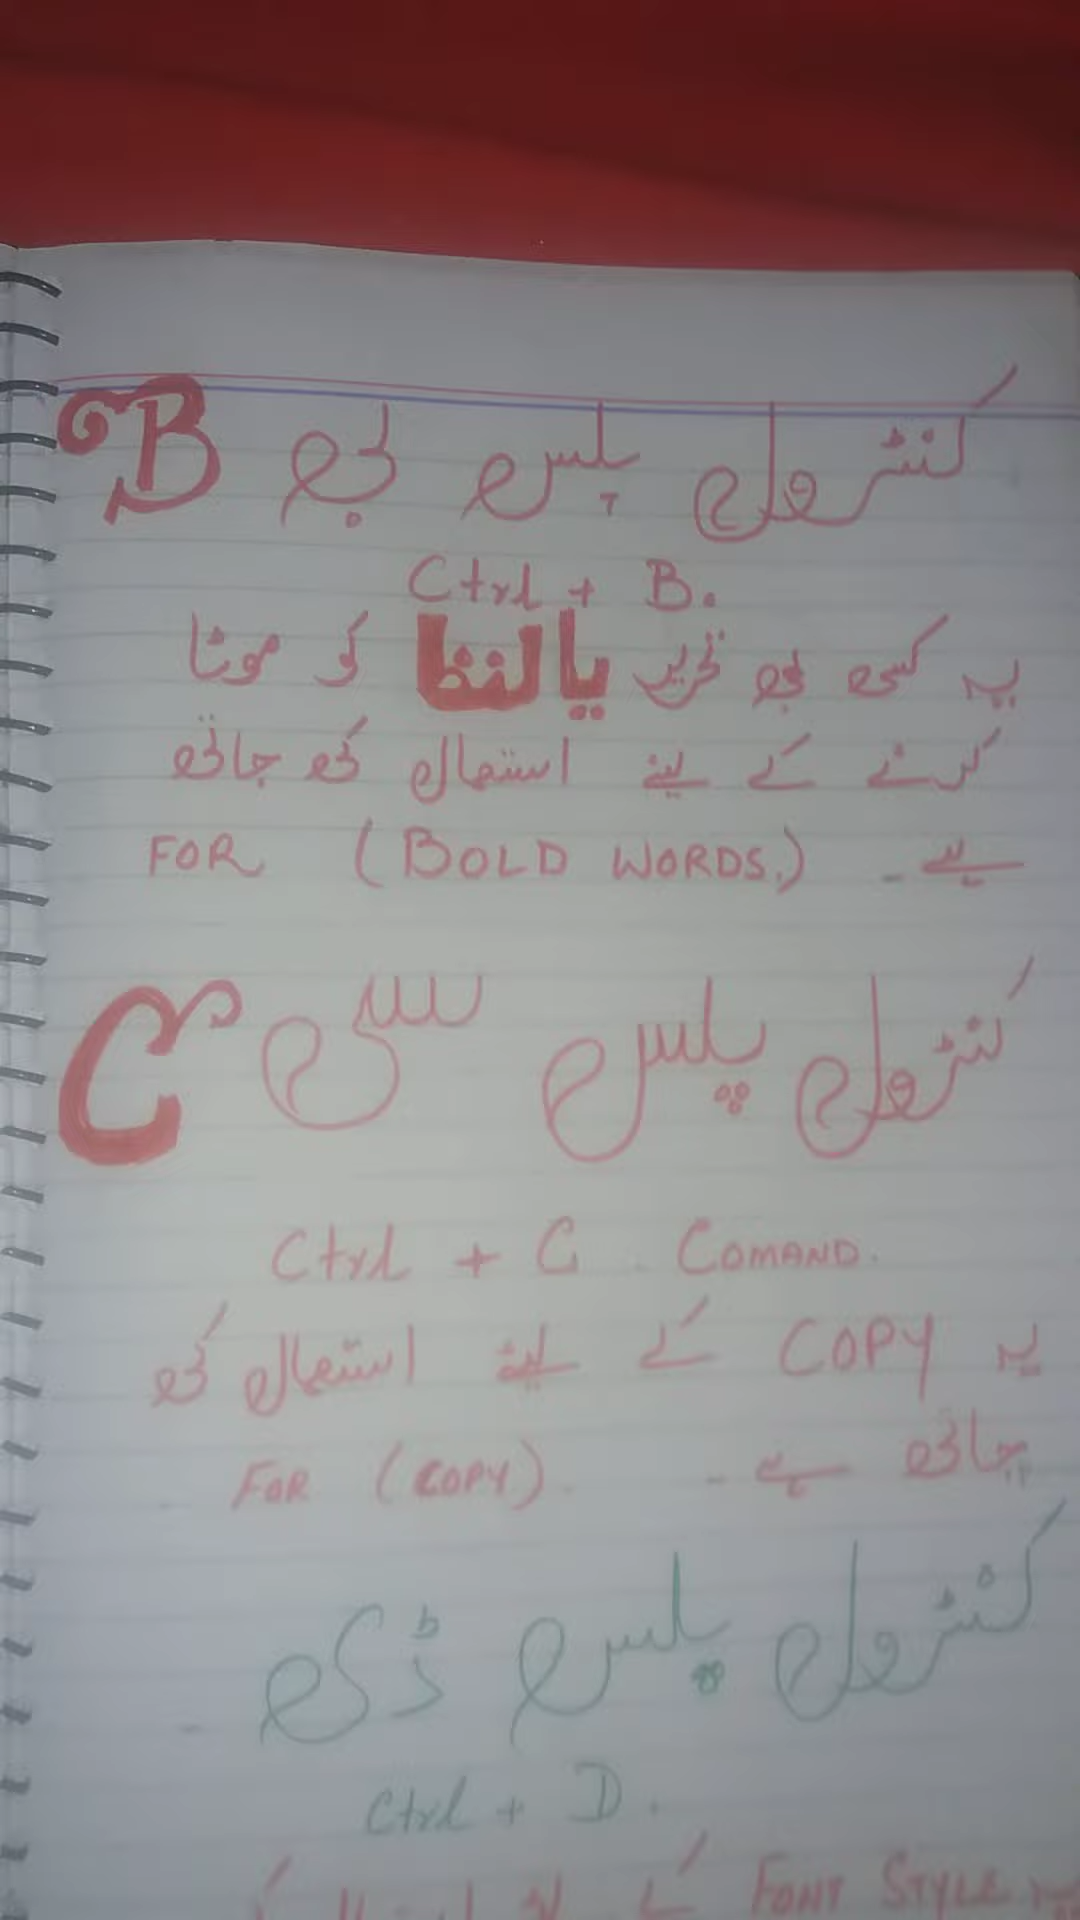 کنٹرول پلس بی B
Ctrl + B.
یہ کسی بھی تحریر یا لفظ کو موٹا
کرنے کے لیئے استعمال کی جاتی
ہے ۔ FOR (BOLD WORDS.)
کنٹرول پلس سی C
Ctrl + C COMAND.
یہ COPY کے لیئے استعمال کی
جاتی ہے ۔ FOR (COPY).
کنٹرول پلس ڈی
Ctrl + D.
FONT STYLE کے